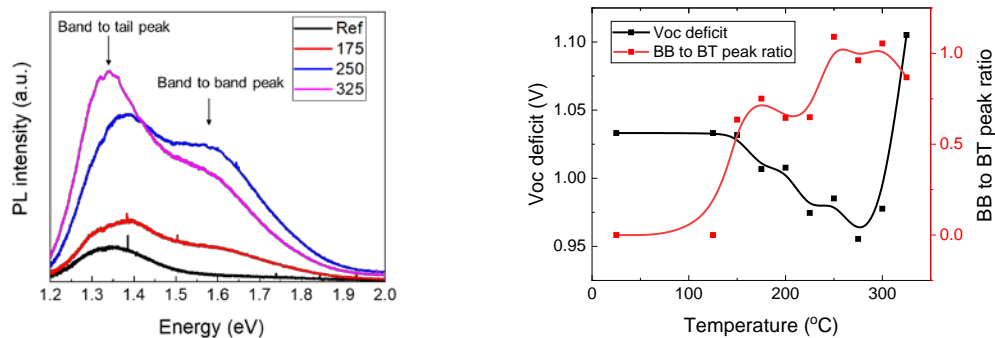 Band to tail peak
Band to band peak
Ref
175
250
325
PL intensity (a.u.)
1.2 1.3 1.4 1.5 1.6 1.7 1.8 1.9 2.0
Energy (eV)
Voc deficit
BB to BT peak ratio
Voc deficit (V)
1.10
1.05
1.00
0.95
BB to BT peak ratio
1.0
0.5
0.0
0 100 200 300
Temperature (°C)